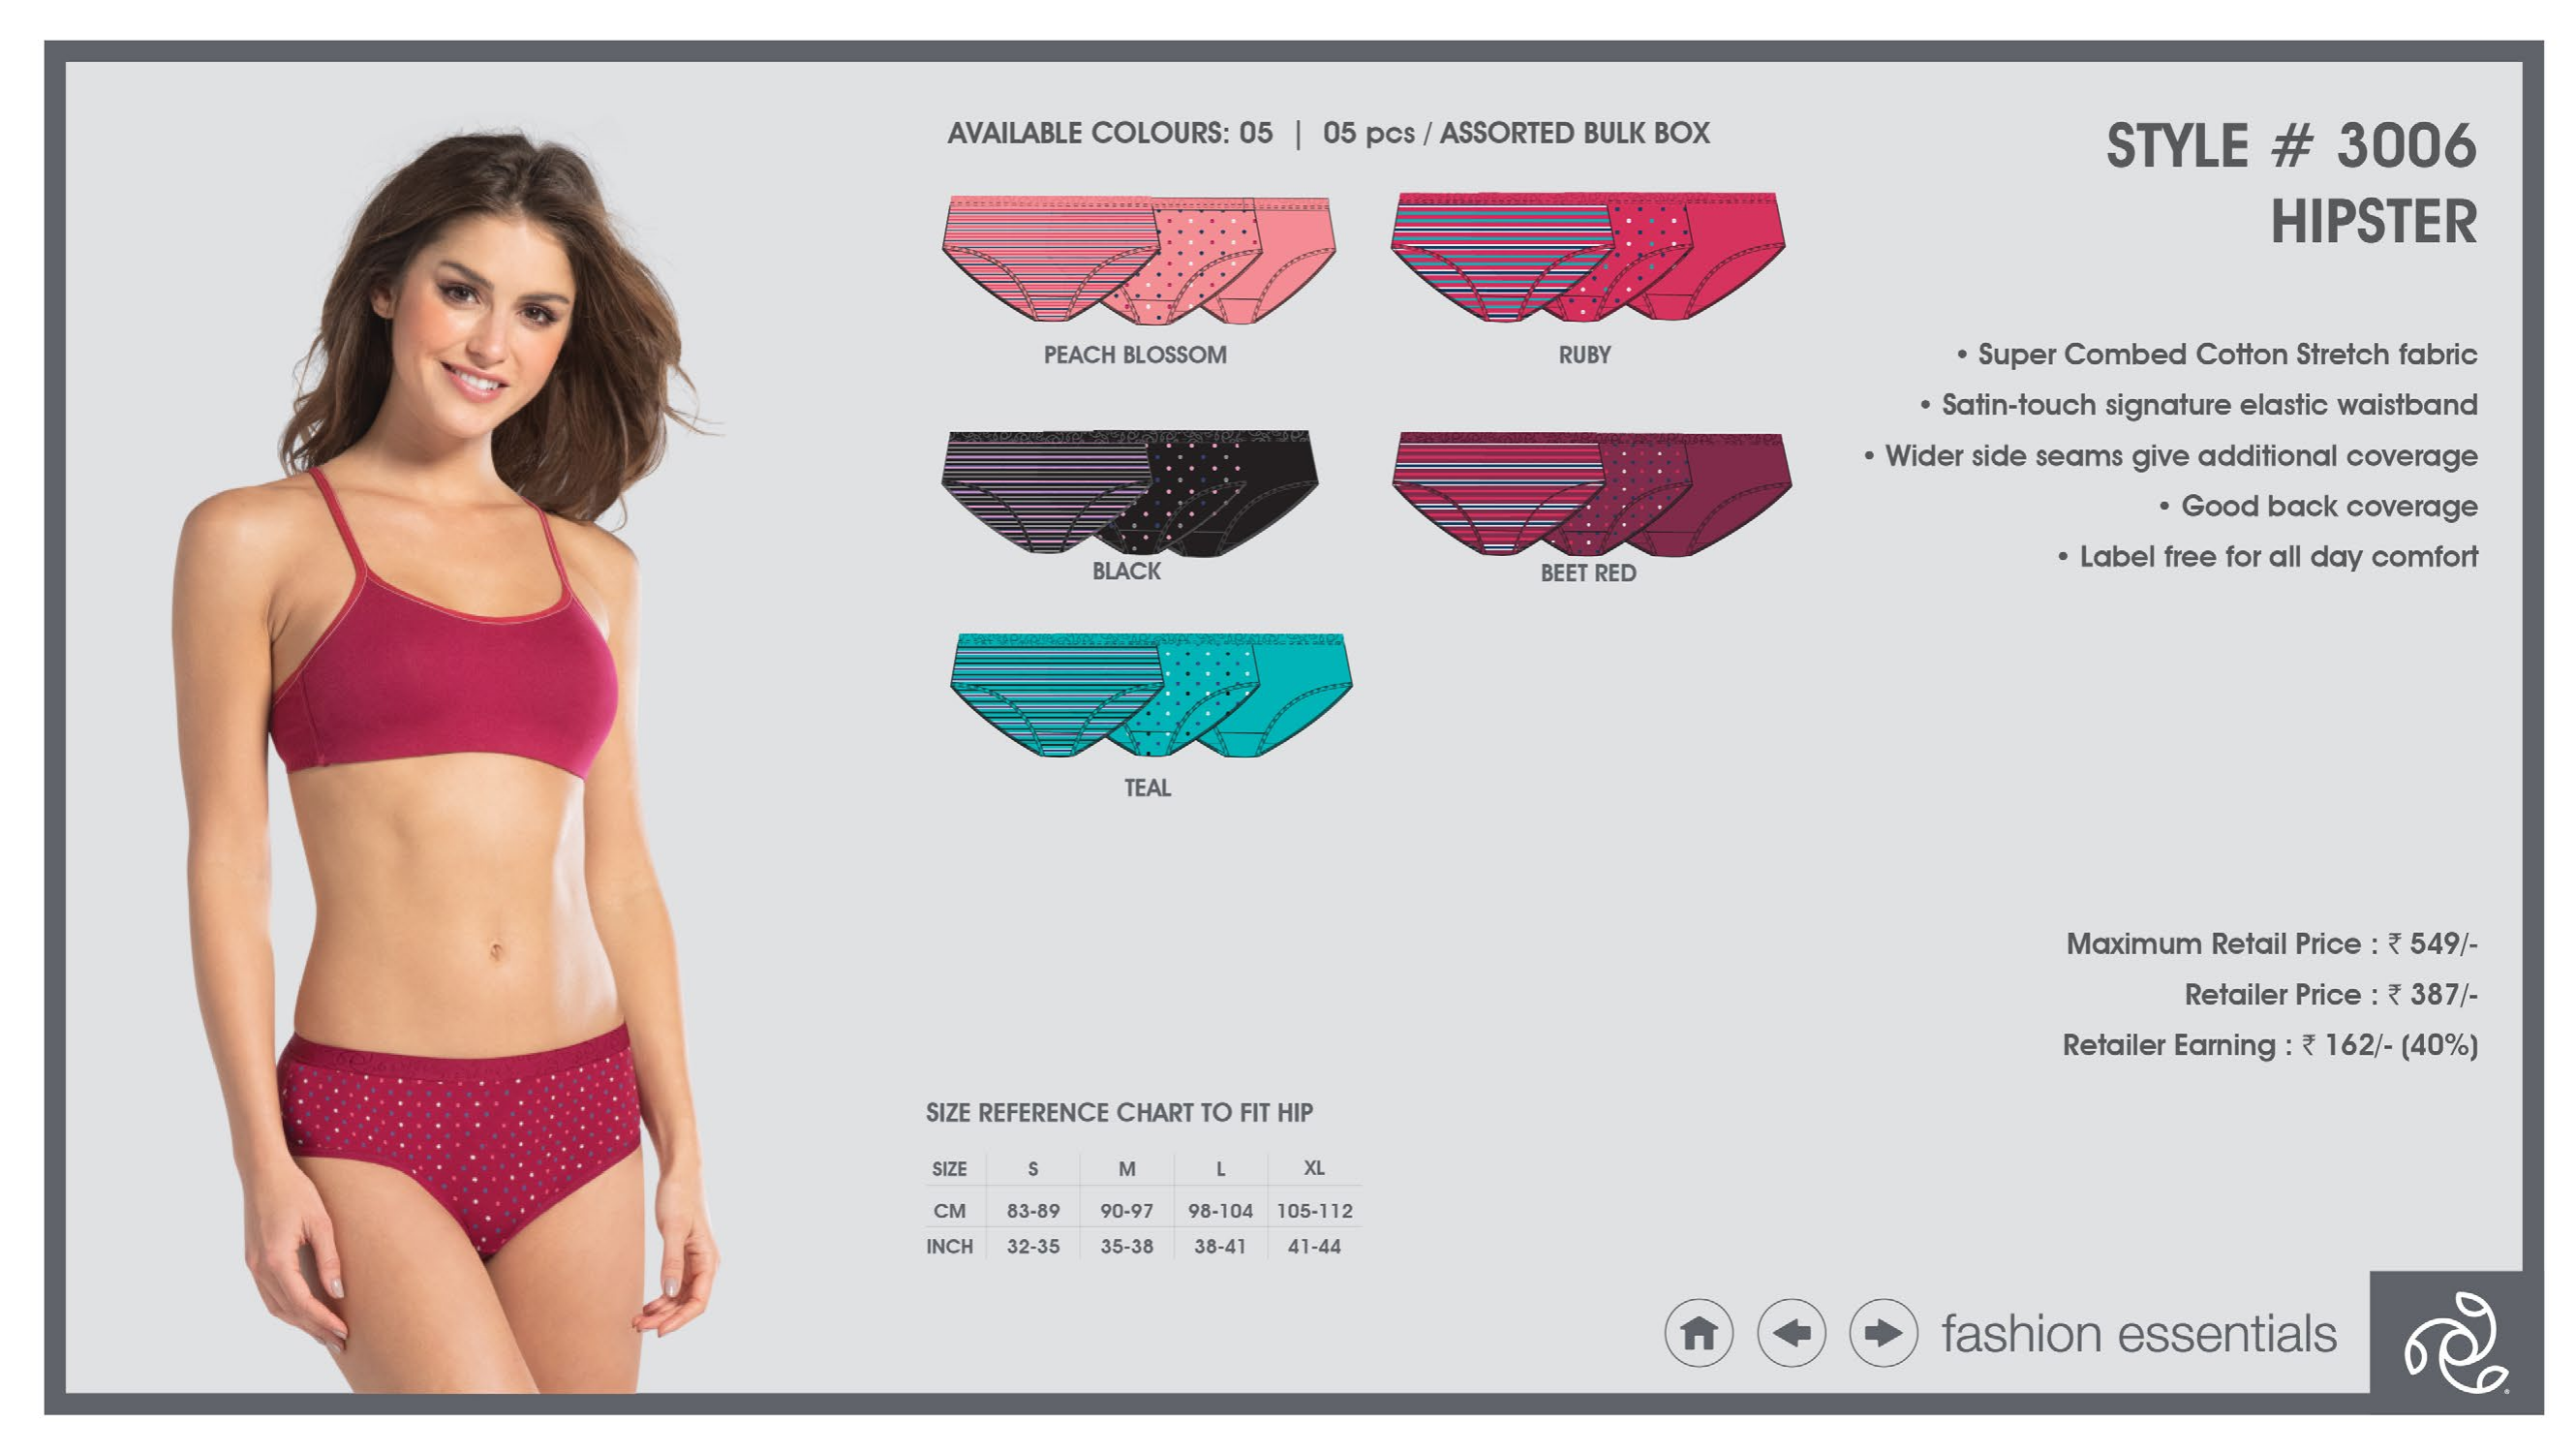 AVAILABLE COLOURS: 05 | 05 pcs / ASSORTED BULK BOX
PEACH BLOSSOM
RUBY
BLACK
BEET RED
TEAL
STYLE # 3006
HIPSTER
• Super Combed Cotton Stretch fabric
• Satin-touch signature elastic waistband
• Wider side seams give additional coverage
• Good back coverage
• Label free for all day comfort
Maximum Retail Price : ₹ 549/-
Retailer Price : ₹ 387/-
Retailer Earning : ₹ 162/- (40%)
SIZE REFERENCE CHART TO FIT HIP
SIZE S M L XL
CM 83-89 90-97 98-104 105-112
INCH 32-35 35-38 38-41 41-44
fashion essentials